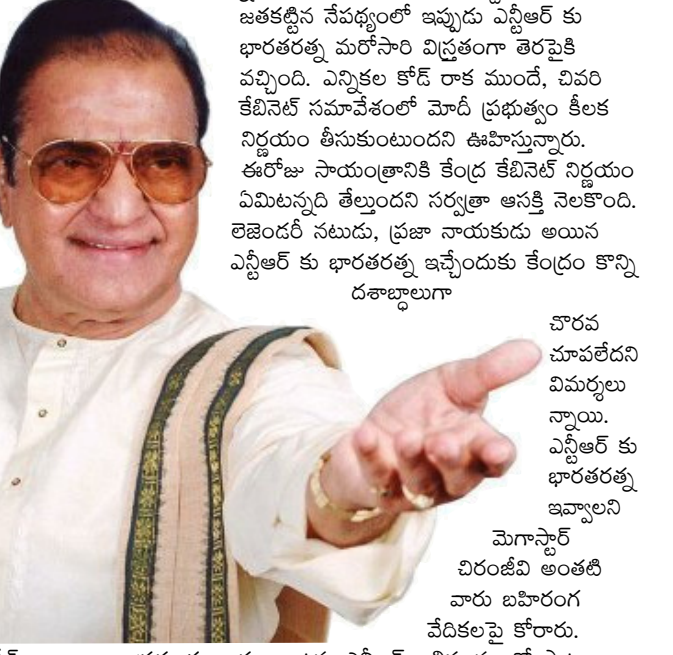 జతకట్టిన నేపథ్యంలో ఇప్పుడు ఎన్టీఆర్ కు
భారతరత్న మరోసారి విస్తృతంగా తెరపైకి
వచ్చింది. ఎన్నికల కోడ్ రాక ముందే, చివరి
కేబినెట్ సమావేశంలో మోదీ ప్రభుత్వం కీలక
నిర్ణయం తీసుకుంటుందని ఊహిస్తున్నారు.
ఈరోజు సాయంత్రానికి కేంద్ర కేబినెట్ నిర్ణయం
ఏమిటన్నది తేల్తుందని సర్వత్రా ఆసక్తి నెలకొంది.
లెజెండరీ నటుడు, ప్రజా నాయకుడు అయిన
ఎన్టీఆర్ కు భారతరత్న ఇచ్చేందుకు కేంద్రం కొన్ని
దశాబ్ధాలుగా
చొరవ
చూపలేదని
విమర్శలు
న్నాయి.
ఎన్టీఆర్ కు
భారతరత్న
ఇవ్వాలని
మెగాస్టార్
చిరంజీవి అంతటి
వారు బహిరంగ
వేదికలపై కోరారు.